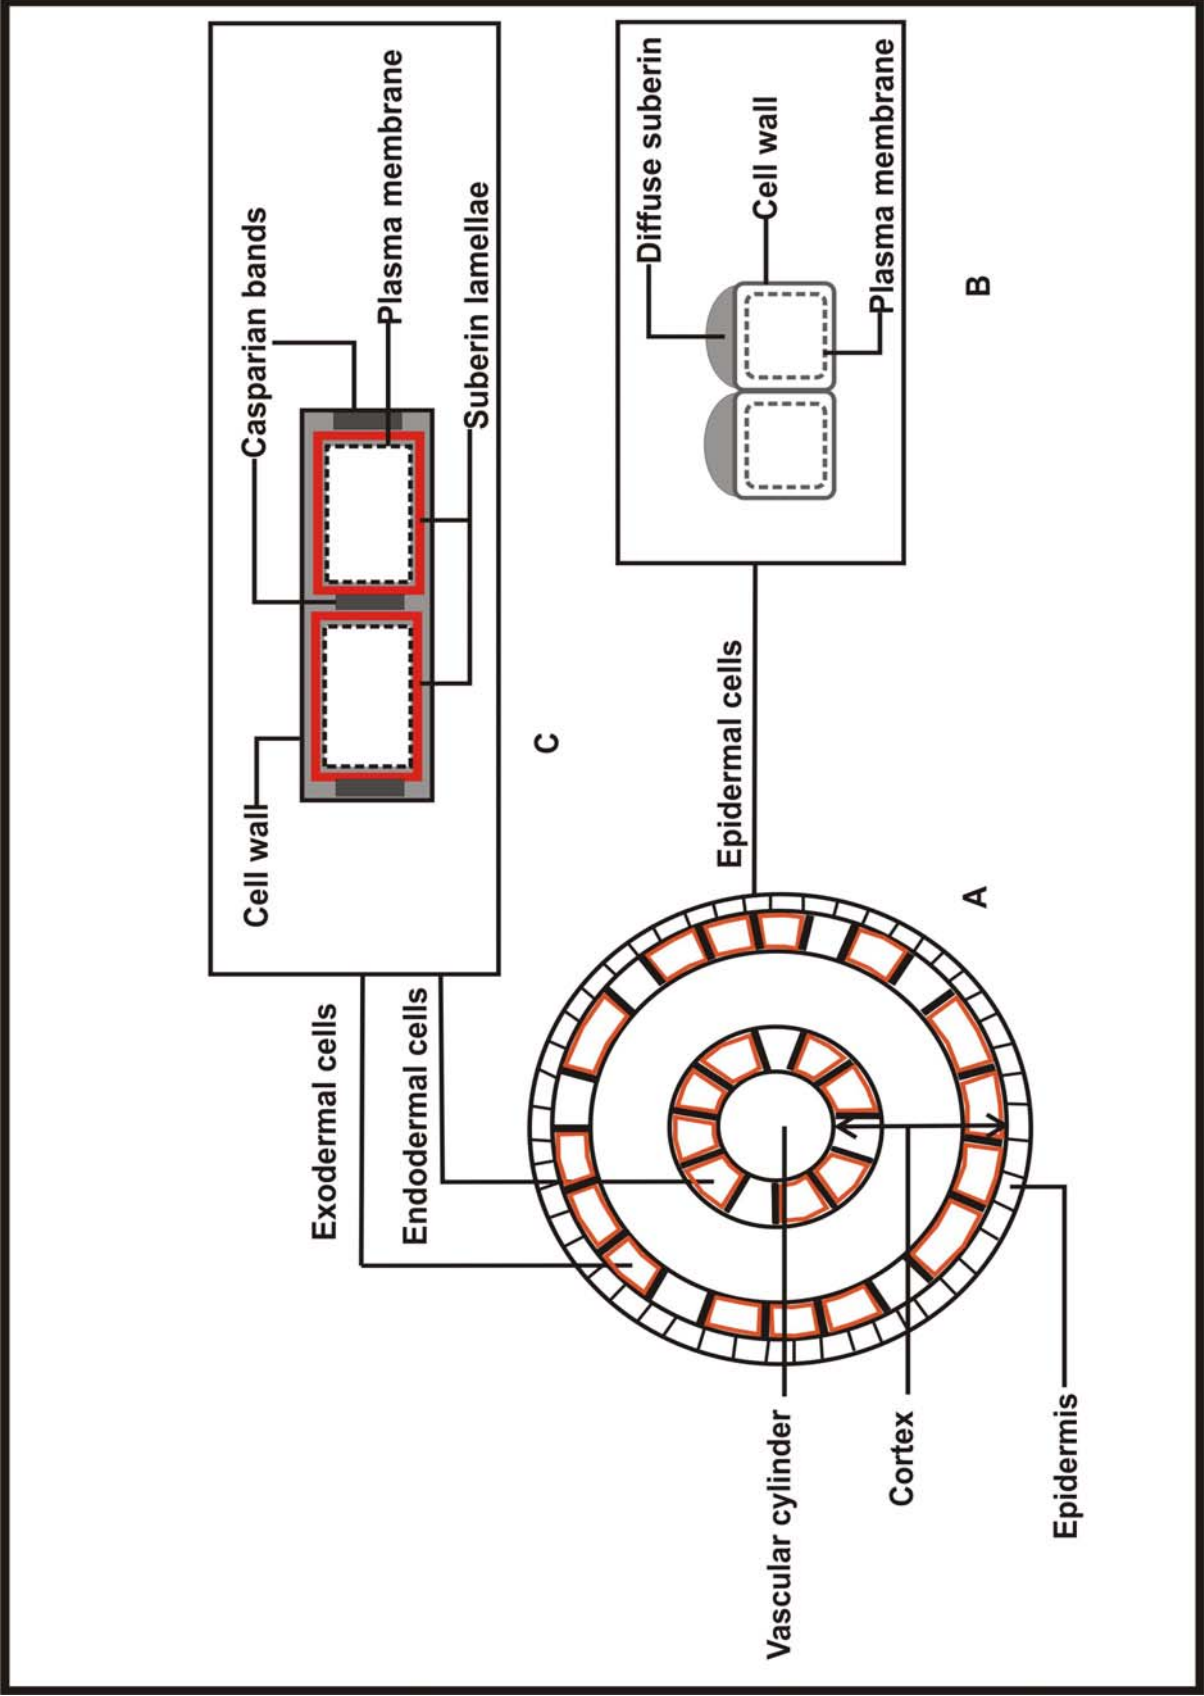 Casparian bands
Cell wall
Plasma membrane
Suberin lamellae
C
Exodermal cells
Endodermal cells
Diffuse suberin
Cell wall
Plasma membrane
B
Epidermal cells
A
Vascular cylinder
Cortex
Epidermis